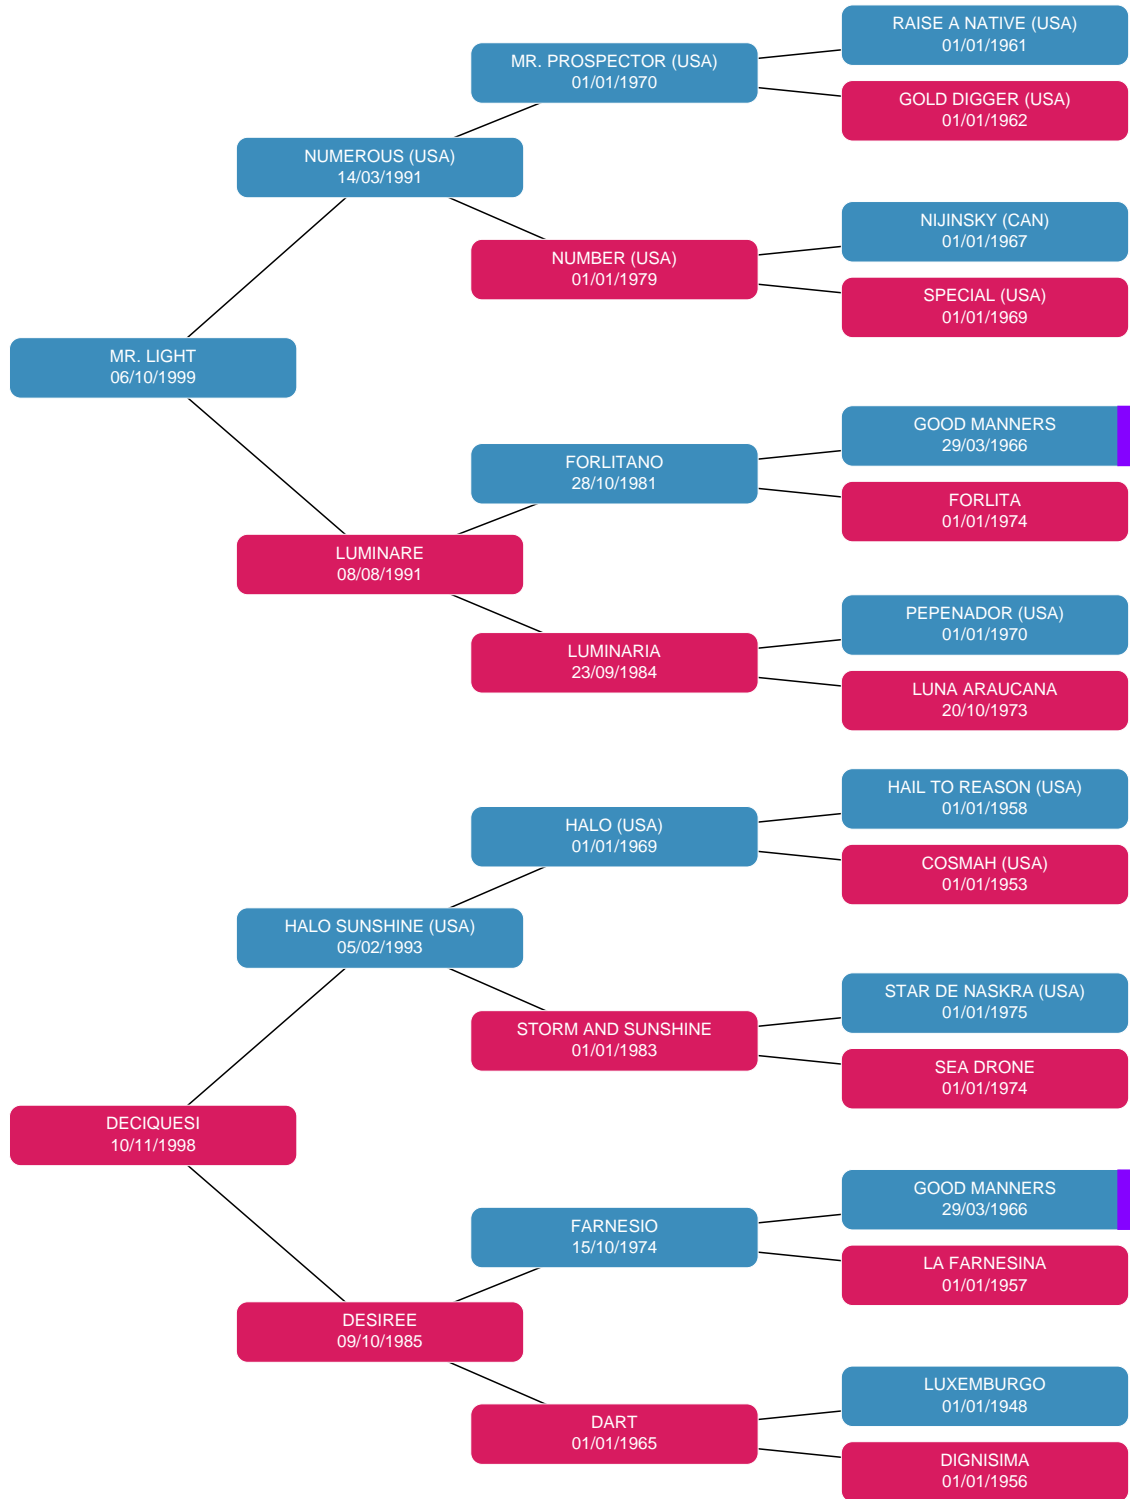 RAISE A NATIVE (USA)
01/01/1961
MR. PROSPECTOR (USA)
01/01/1970
GOLD DIGGER (USA)
01/01/1962
NUMEROUS (USA)
14/03/1991
NIJINSKY (CAN)
01/01/1967
NUMBER (USA)
01/01/1979
SPECIAL (USA)
01/01/1969
MR. LIGHT
06/10/1999
GOOD MANNERS
29/03/1966
FORLITANO
28/10/1981
FORLITA
01/01/1974
LUMINARE
08/08/1991
PEPENADOR (USA)
01/01/1970
LUMINARIA
23/09/1984
LUNA ARAUCANA
20/10/1973
HAIL TO REASON (USA)
01/01/1958
HALO (USA)
01/01/1969
COSMAH (USA)
01/01/1953
HALO SUNSHINE (USA)
05/02/1993
STAR DE NASKRA (USA)
01/01/1975
STORM AND SUNSHINE
01/01/1983
SEA DRONE
01/01/1974
DECIQUESI
10/11/1998
GOOD MANNERS
29/03/1966
FARNESIO
15/10/1974
LA FARNESINA
01/01/1957
DESIREE
09/10/1985
LUXEMBURGO
01/01/1948
DART
01/01/1965
DIGNISIMA
01/01/1956